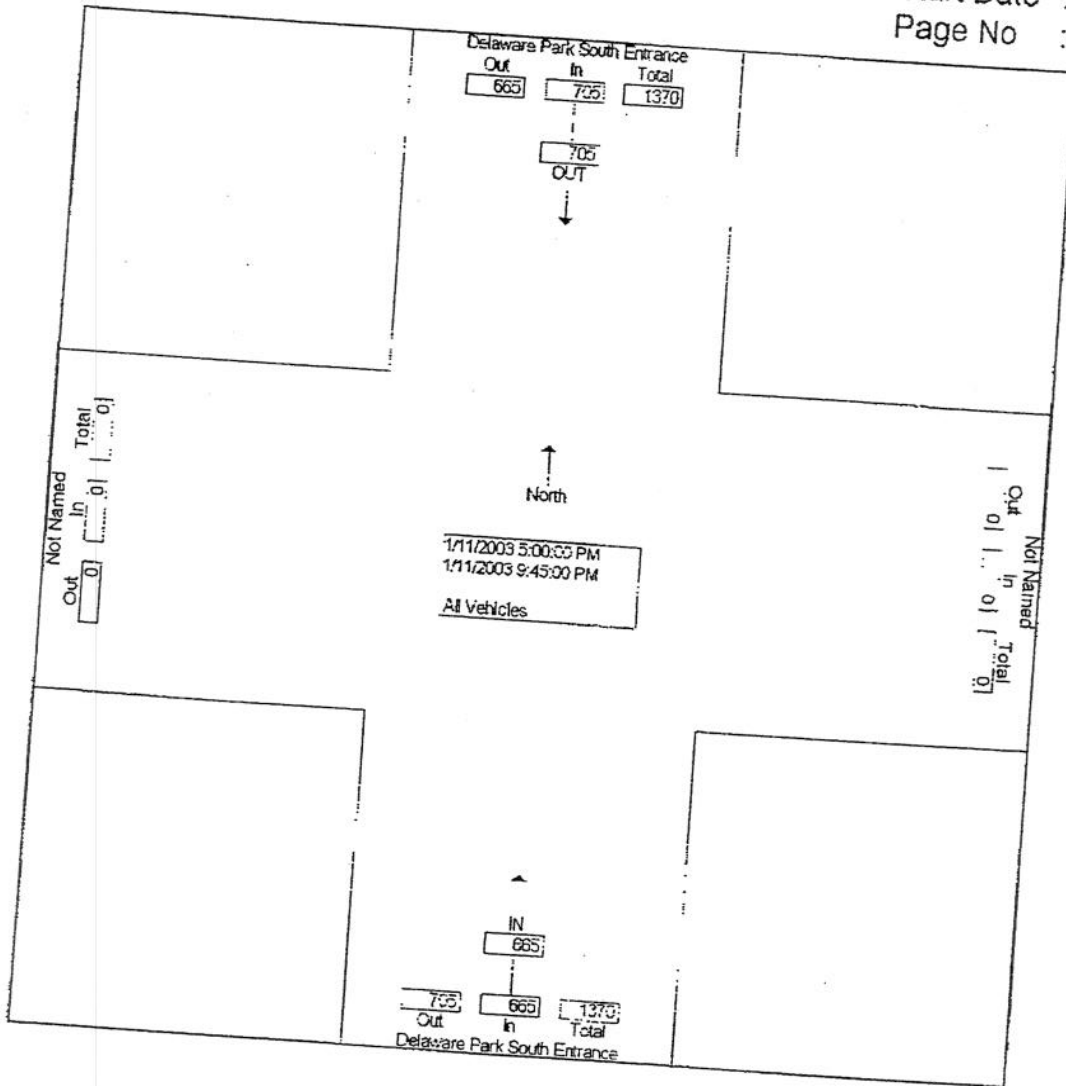 Page No :
Delaware Park South Entrance
Out In Total
665 705 1370
705
OUT
Not Named
Out In Total
0 0 0
North
1/11/2003 5:00:00 PM
1/11/2003 9:45:00 PM
All Vehicles
Not Named
Out In Total
0 0 0
IN
665
705 665 1370
Out In Total
Delaware Park South Entrance